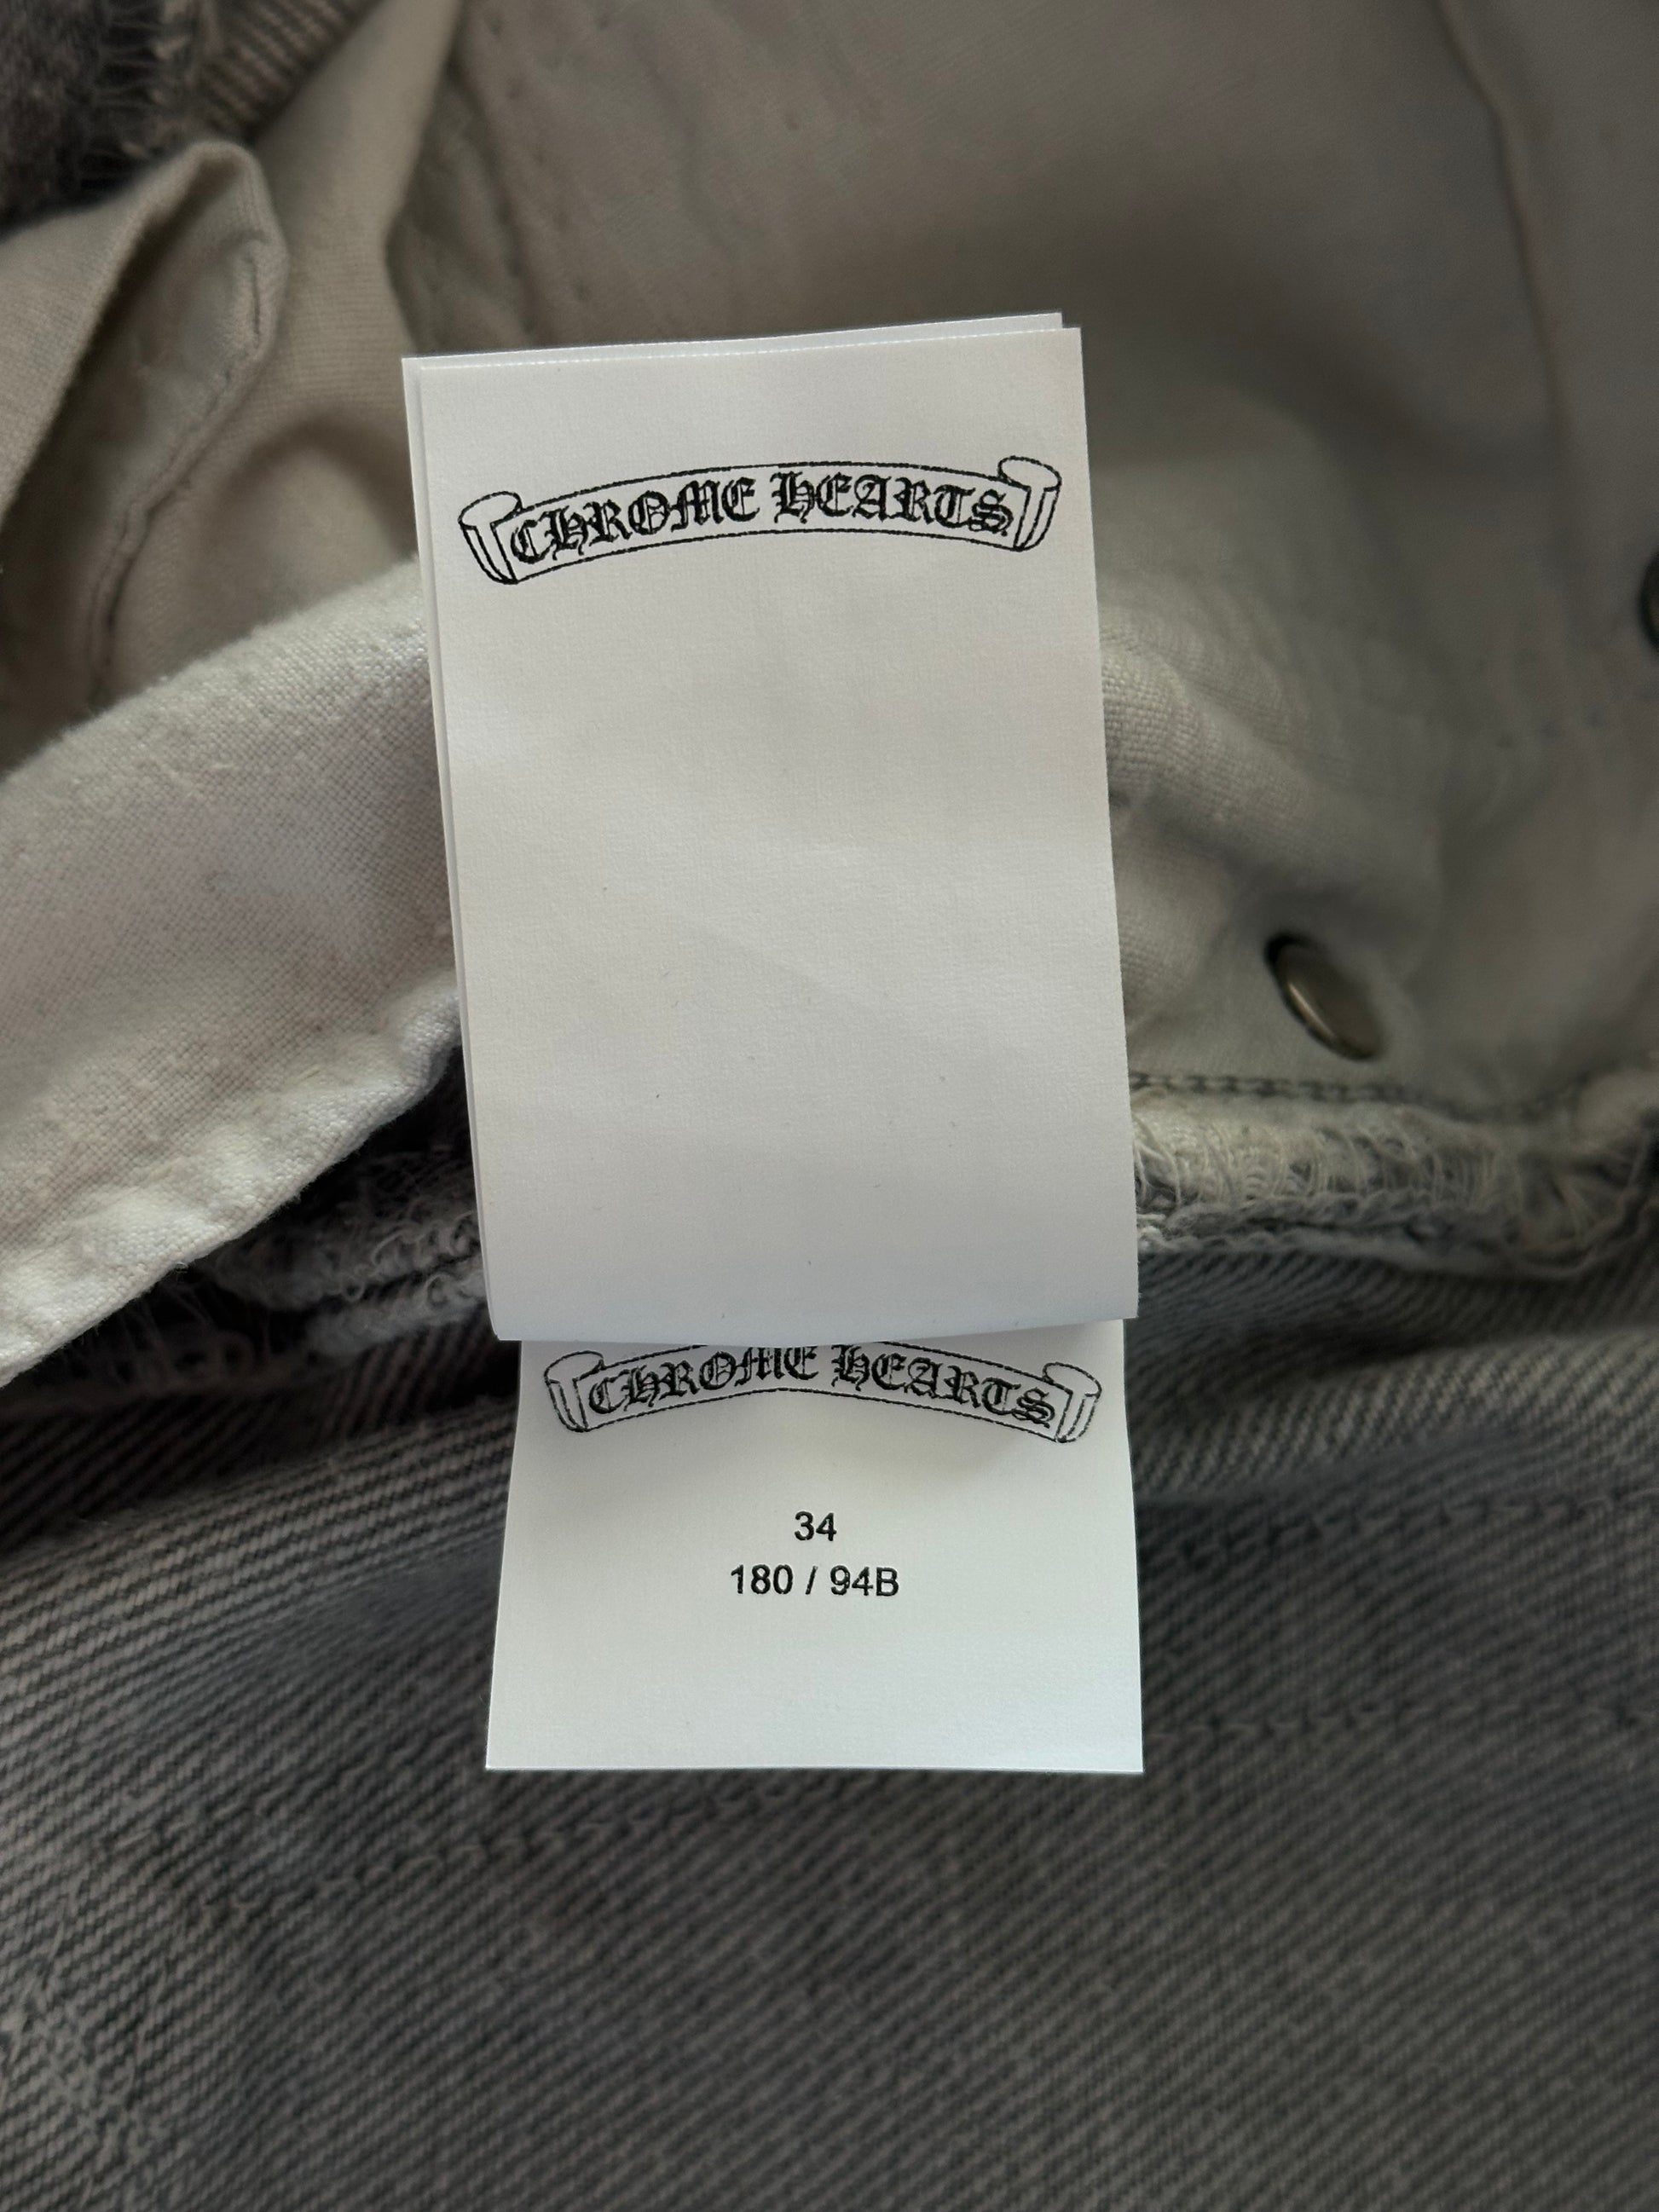 CHROME HEARTS
CHROME HEARTS
34
180 / 94B